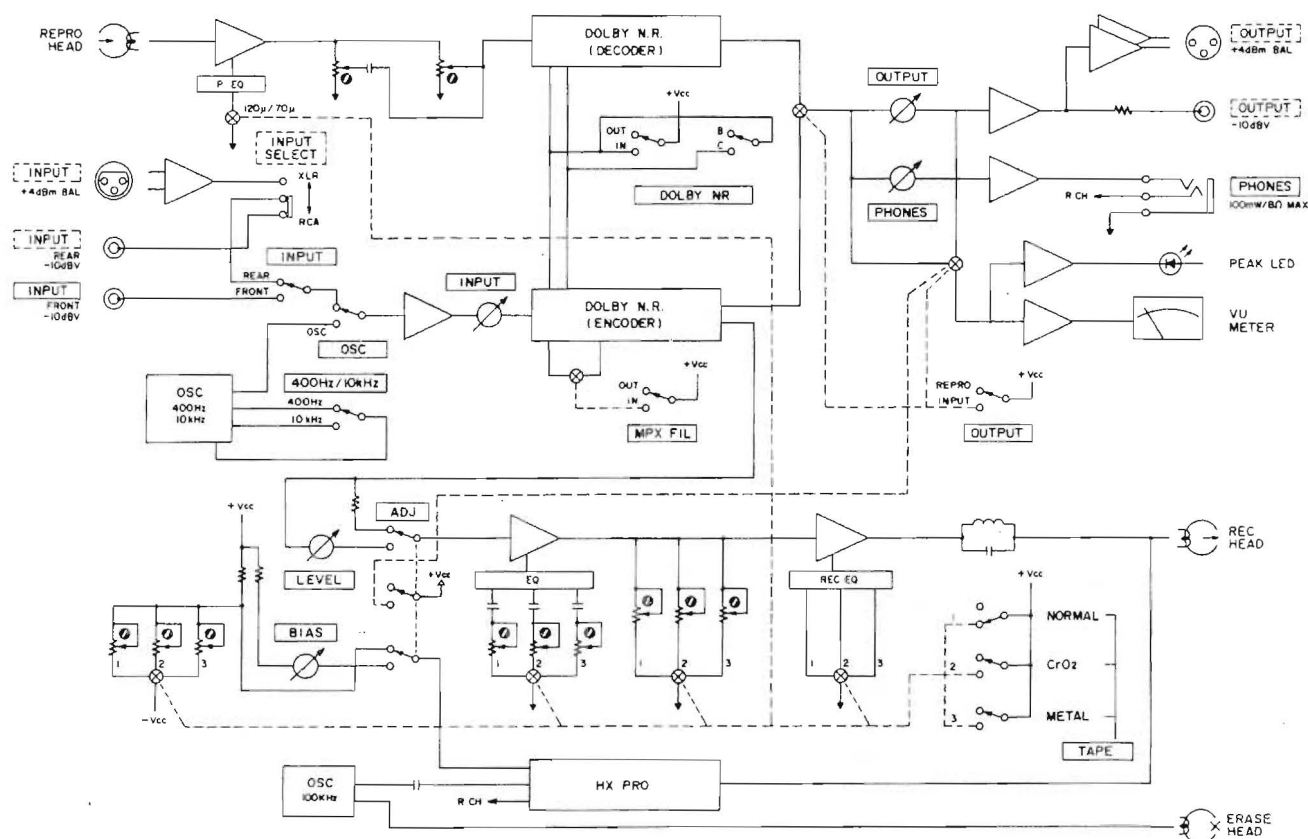 REPRO
HEAD
P EQ
120μ/70μ
DOLBY N.R.
(DECODER)
+Vcc
OUT
IN
B
C
DOLBY NR
OUTPUT
PHONES
OUTPUT
+4dBm BAL
OUTPUT
-10dBV
R CH
PHONES
100mW/8Ω MAX
PEAK LED
VU
METER
INPUT
SELECT
INPUT
+4dBm BAL
XLR
RCA
INPUT
REAR
-10dBV
INPUT
FRONT
-10dBV
INPUT
REAR
FRONT
OSC
OSC
INPUT
DOLBY N.R.
(ENCODER)
OSC
400Hz
10kHz
400Hz/10kHz
400Hz
10kHz
OUT
IN
+Vcc
MPX FIL
REPRO
INPUT
+Vcc
OUTPUT
+Vcc
ADJ
LEVEL
+Vcc
BIAS
1
2
3
-Vcc
EQ
1
2
3
1
2
3
REC EQ
1
2
3
REC
HEAD
+Vcc
1
NORMAL
2
CrO2
3
METAL
TAPE
OSC
100KHz
R CH
HX PRO
ERASE
HEAD